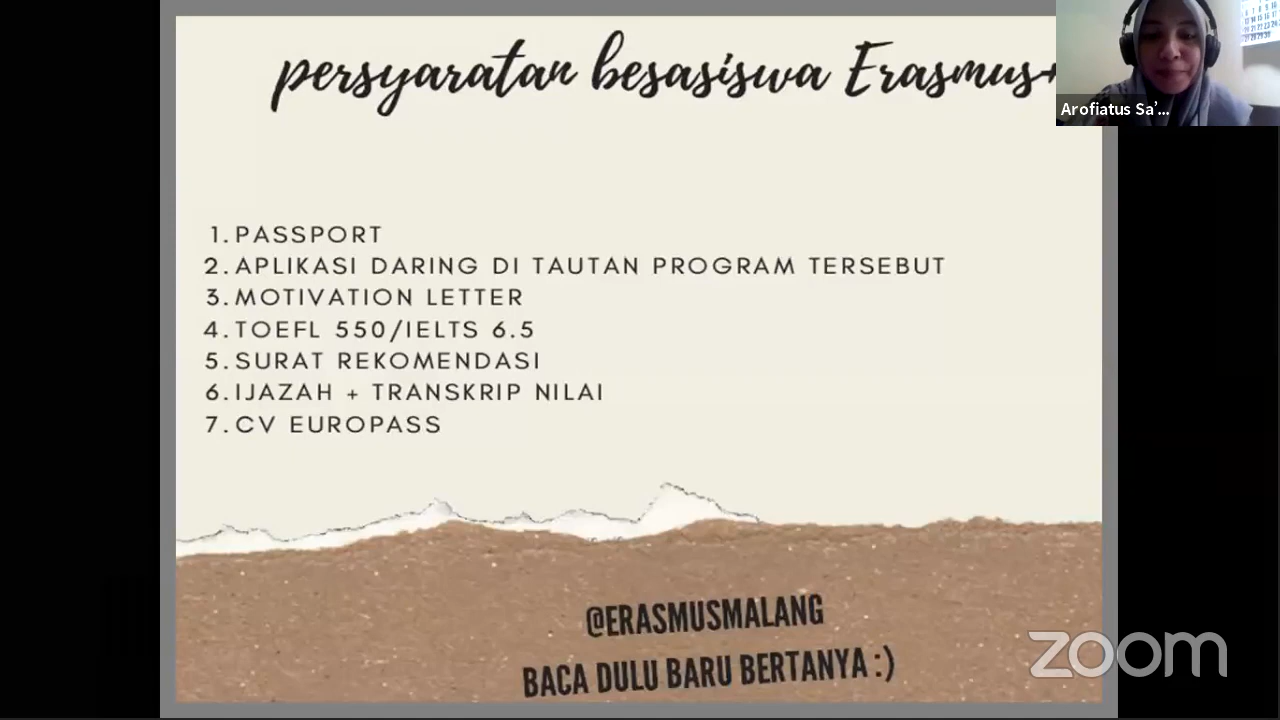 persyaratan besasiswa Erasmus+
Arofiatus Sa’...
1. PASSPORT
2. APLIKASI DARING DI TAUTAN PROGRAM TERSEBUT
3. MOTIVATION LETTER
4. TOEFL 550/IELTS 6.5
5. SURAT REKOMENDASI
6. IJAZAH + TRANSKRIP NILAI
7. CV EUROPASS
@ERASMUSMALANG
BACA DULU BARU BERTANYA :)
zoom